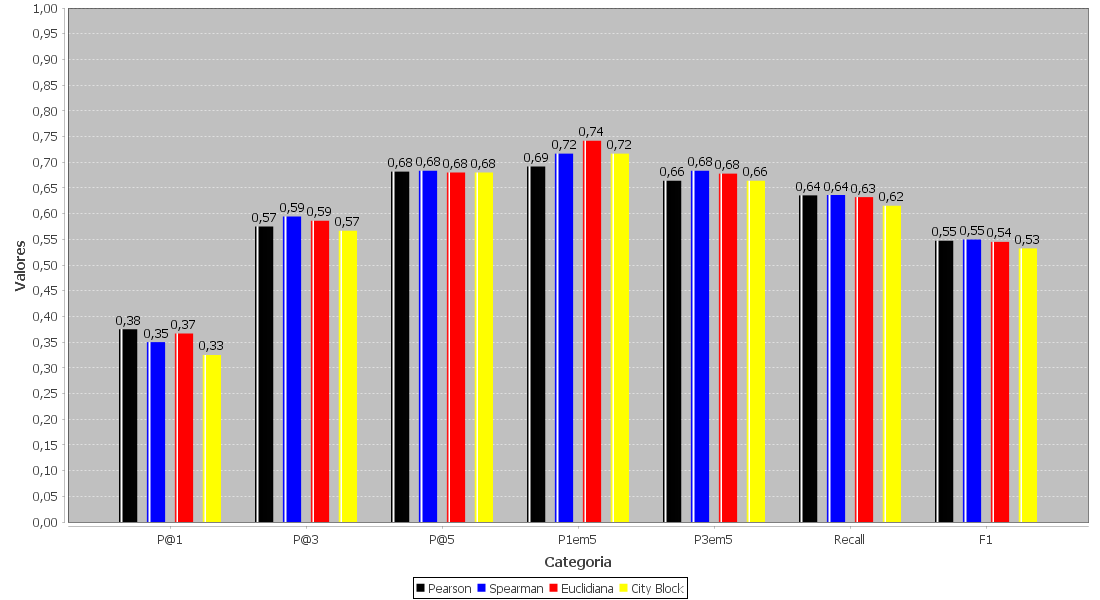 1,00
0,95
0,90
0,85
0,80
0,75
0,70
0,65
0,60
0,55
0,50
0,45
0,40
0,35
0,30
0,25
0,20
0,15
0,10
0,05
0,00
Valores
0,38 0,35 0,37 0,33
0,57 0,59 0,59 0,57
0,68 0,68 0,68 0,68
0,69 0,72 0,74 0,72
0,66 0,68 0,68 0,66
0,64 0,64 0,63 0,62
0,55 0,55 0,54 0,53
P@1 P@3 P@5 P1em5 P3em5 Recall F1
Categoria
Pearson Spearman Euclidiana City Block